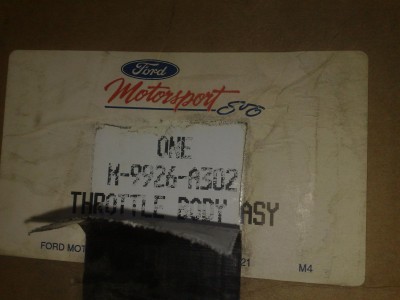 Ford
Motorsport
SVO
ONE
M-9926-A302
THROTTLE BODY ASY
FORD MOT
21
M4